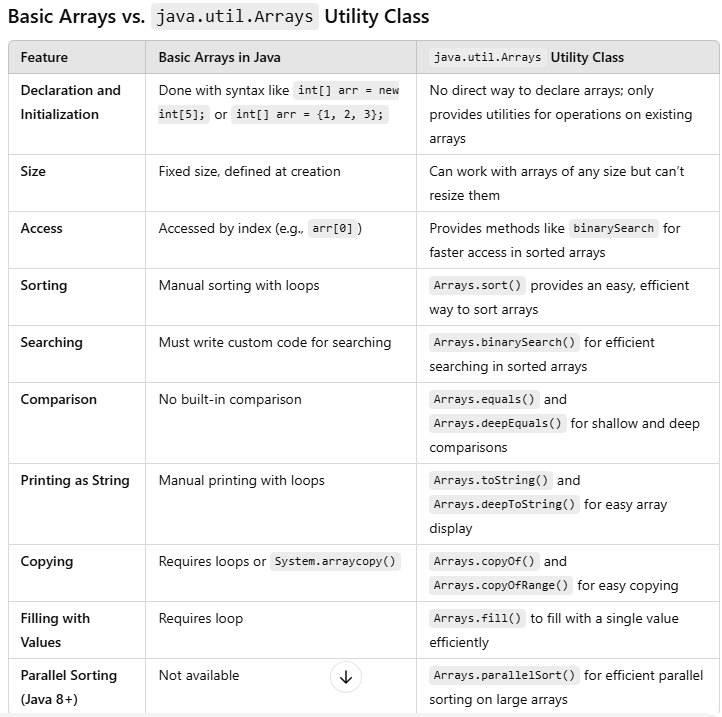 Basic Arrays vs. java.util.Arrays Utility Class
Feature
Basic Arrays in Java
java.util.Arrays Utility Class
Declaration and
Initialization
Done with syntax like int[] arr = new
int[5]; or int[] arr = {1, 2, 3};
No direct way to declare arrays; only
provides utilities for operations on existing
arrays
Size
Fixed size, defined at creation
Can work with arrays of any size but can't
resize them
Access
Accessed by index (e.g., arr[0])
Provides methods like binarySearch for
faster access in sorted arrays
Sorting
Manual sorting with loops
Arrays.sort() provides an easy, efficient
way to sort arrays
Searching
Must write custom code for searching
Arrays.binarySearch() for efficient
searching in sorted arrays
Comparison
No built-in comparison
Arrays.equals() and
Arrays.deepEquals() for shallow and deep
comparisons
Printing as String
Manual printing with loops
Arrays.toString() and
Arrays.deepToString() for easy array
display
Copying
Requires loops or System.arraycopy()
Arrays.copyOf() and
Arrays.copyOfRange() for easy copying
Filling with
Values
Requires loop
Arrays.fill() to fill with a single value
efficiently
Parallel Sorting
(Java 8+)
Not available
Arrays.parallelSort() for efficient parallel
sorting on large arrays